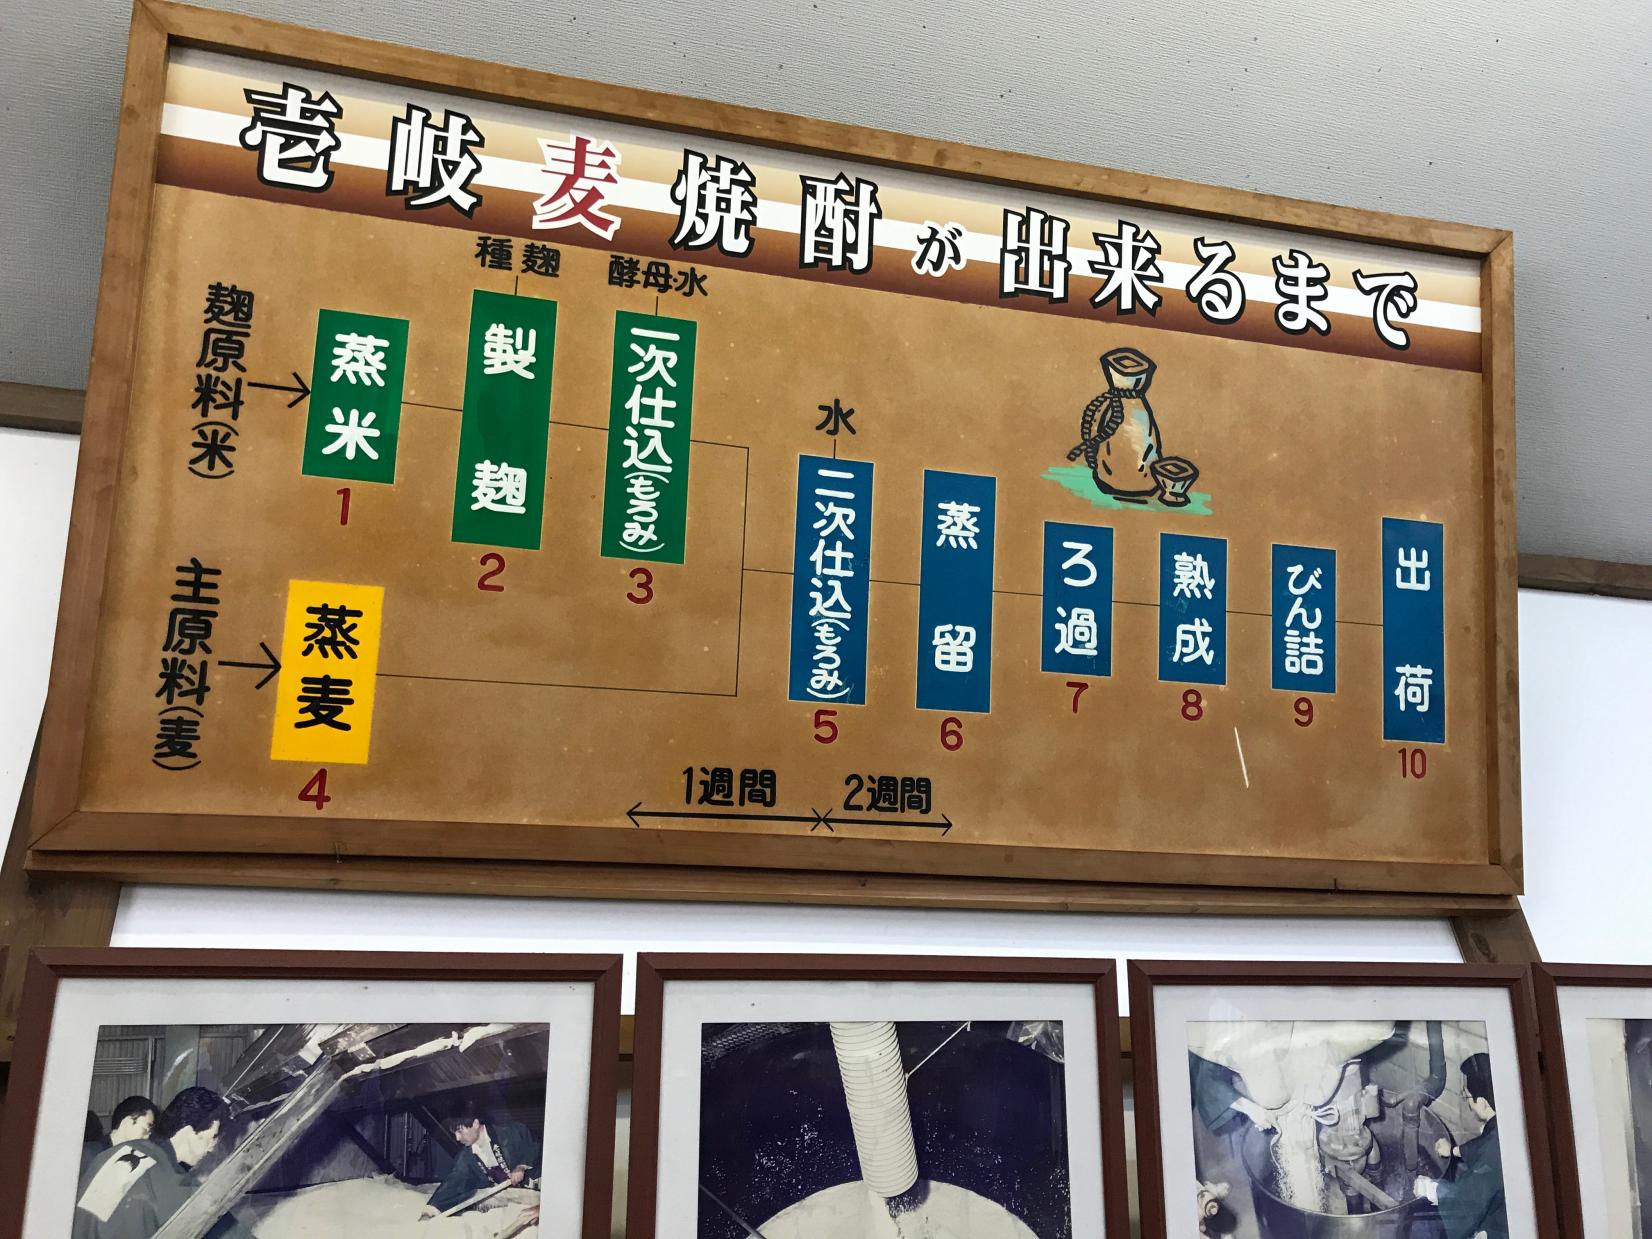 壱岐麦焼酎が出来るまで
種麹
酵母・水
麹原料(米)
蒸米
1
製麹
2
一次仕込(もろみ)
3
主原料(麦)
蒸麦
4
水
二次仕込(もろみ)
5
蒸留
6
ろ過
7
熟成
8
びん詰
9
出荷
10
1週間
2週間